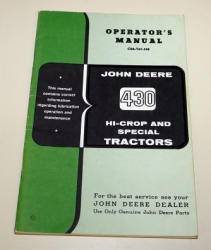 OPERATOR'S
MANUAL
This manual
contains correct
information
regarding lubrication
operation and
maintenance
JOHN DEERE
430
HI-CROP AND
SPECIAL
TRACTORS
For the best service see your
JOHN DEERE DEALER
Use Only Genuine John Deere Parts